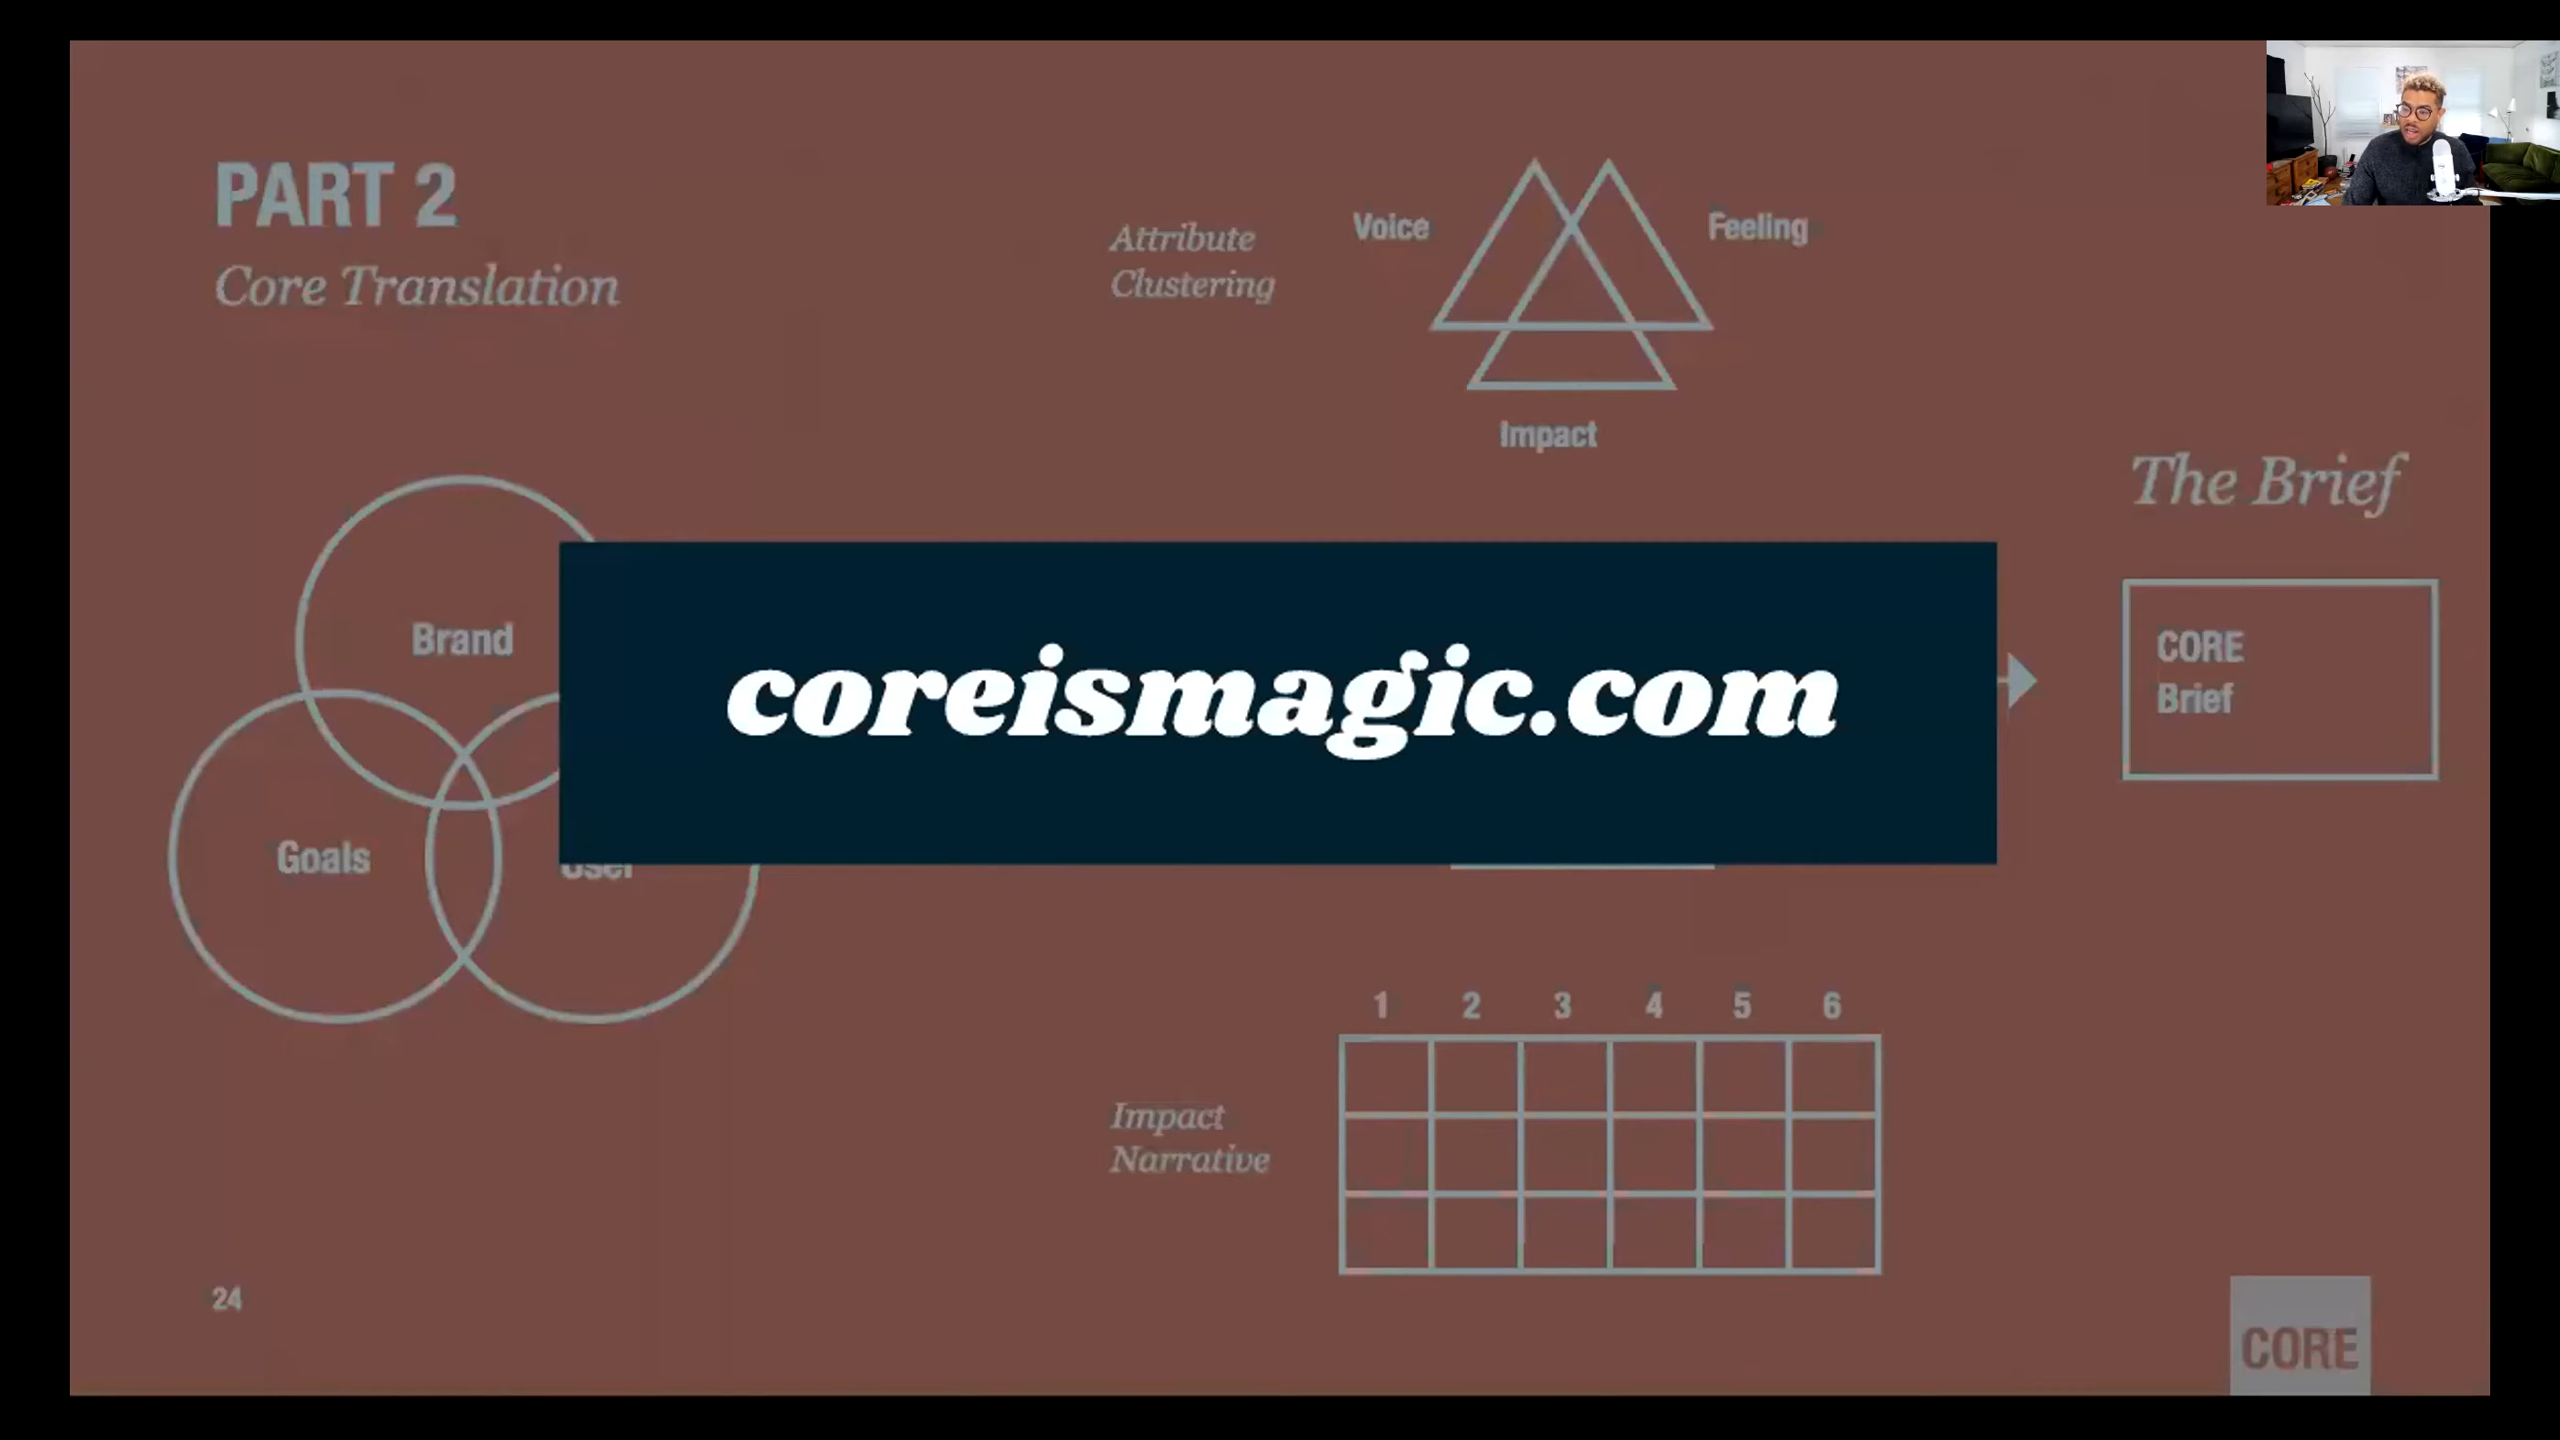 PART 2
Core Translation
Attribute
Clustering
Voice
Feeling
Impact
The Brief
Brand
Goals
User
coreismagic.com
CORE
Brief
1 2 3 4 5 6
Impact
Narrative
24
CORE